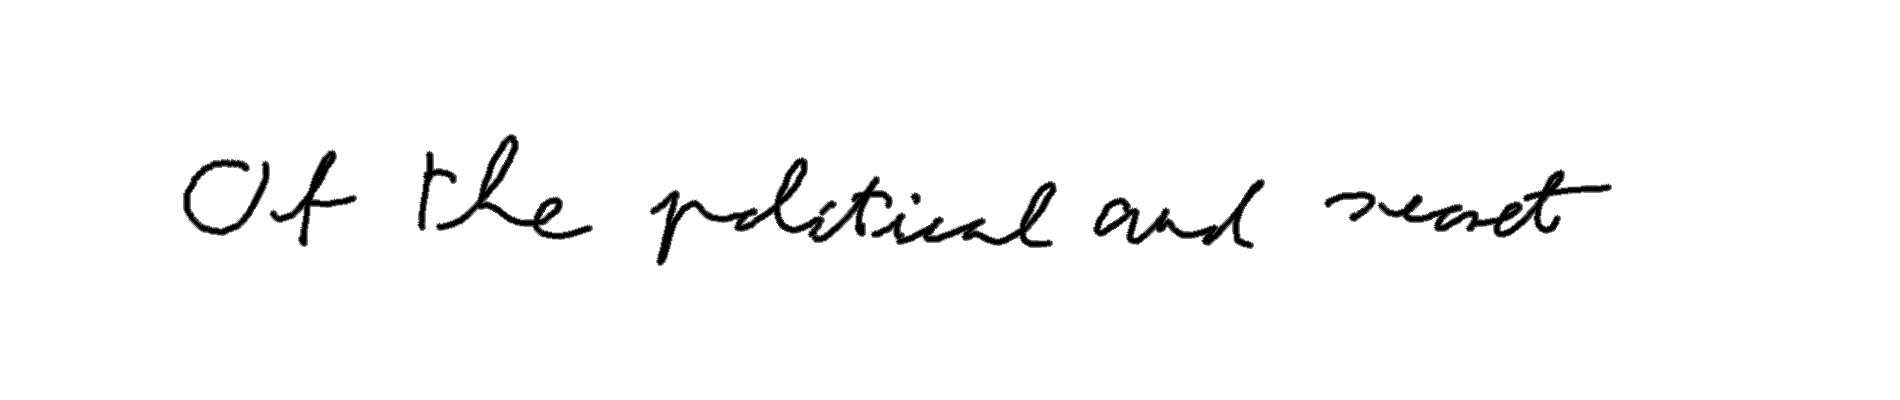 Of the political and secret